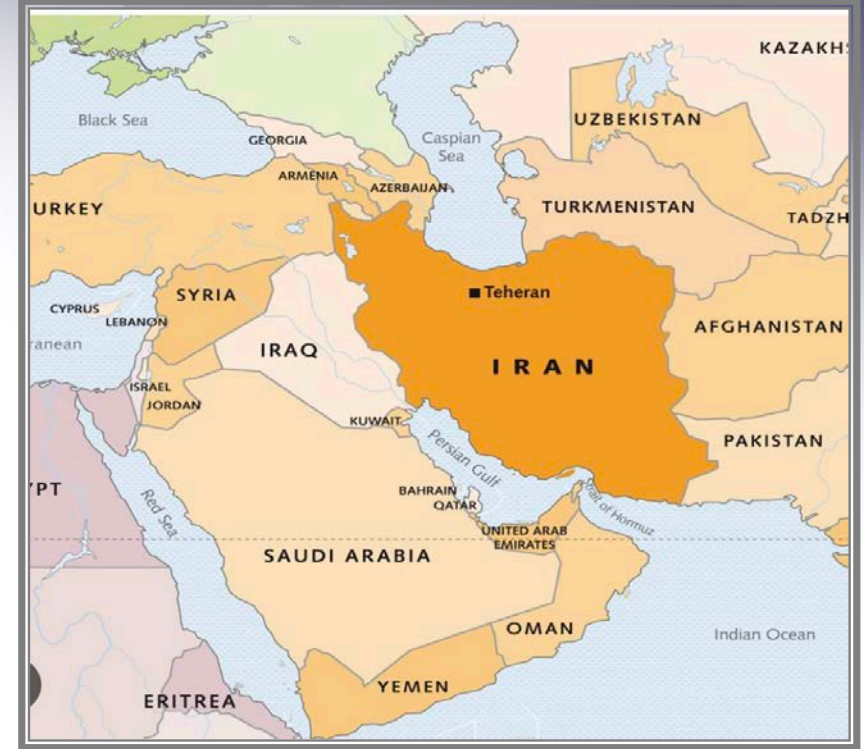 KAZAKH
UZBEKISTAN
Black Sea
GEORGIA
Caspian
Sea
ARMENIA
AZERBAIJAN
URKEY
TURKMENISTAN
TADZH
SYRIA
Teheran
CYPRUS
LEBANON
ranean
IRAQ
IRAN
AFGHANISTAN
ISRAEL
JORDAN
KUWAIT
Persian Gulf
PAKISTAN
YPT
Red Sea
BAHRAIN
QATAR
rait of Hormuz
UNITED ARAB
EMIRATES
SAUDI ARABIA
OMAN
Indian Ocean
YEMEN
ERITREA